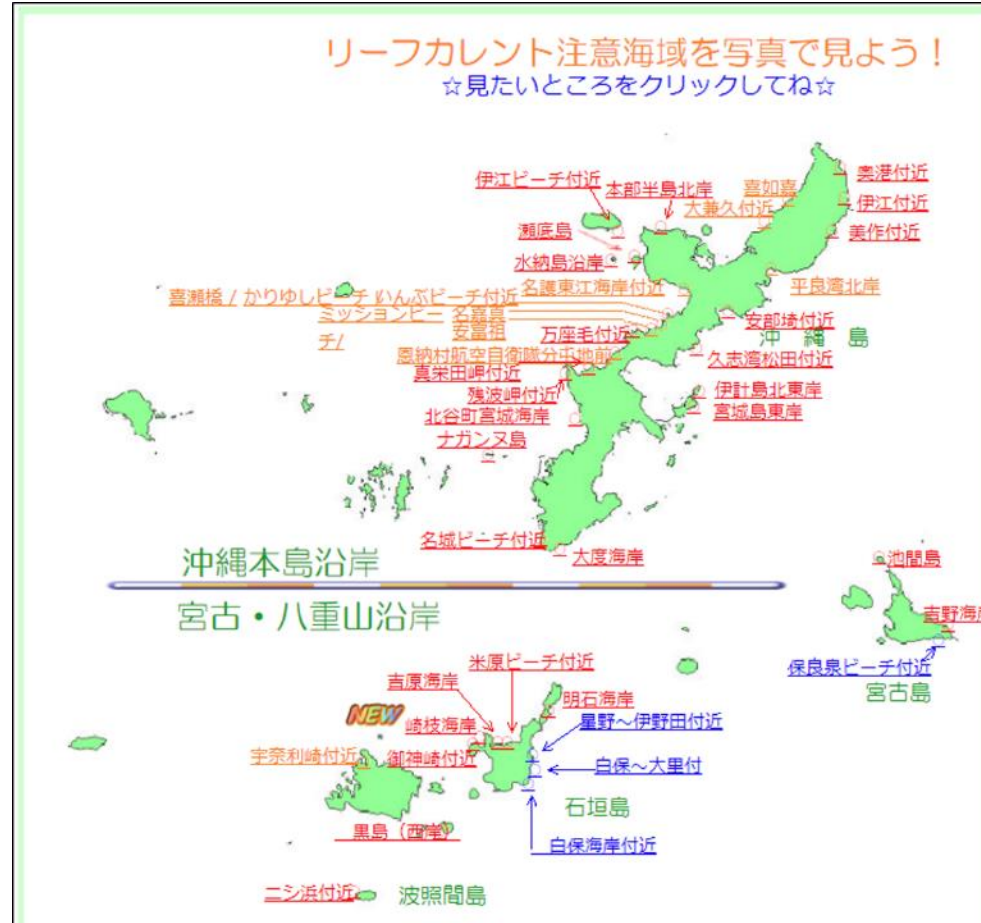 リーフカレント注意海域を写真で見よう！
☆見たいところをクリックしてね☆
伊江ビーチ付近
本部半島北岸
喜如嘉
大兼久付近
奥港付近
伊江付近
美作付近
瀬底島
水納島沿岸
名護東江海岸付近
平良湾北岸
喜瀬橋 / かりゆしビーチ
いんぶビーチ付近
ミッションビー
チ/
名嘉真
安富祖
万座毛付近
安部埼付近
沖縄島
恩納村航空自衛隊分屯地前
久志湾松田付近
真栄田岬付近
残波岬付近
伊計島北東岸
宮城島東岸
北谷町宮城海岸
ナガンヌ島
名城ビーチ付近
大度海岸
沖縄本島沿岸
宮古・八重山沿岸
池間島
吉野海岸
保良泉ビーチ付近
宮古島
米原ビーチ付近
吉原海岸
明石海岸
NEW
崎枝海岸
星野～伊野田付近
宇奈利崎付近
御神崎付近
白保～大里付
石垣島
黒島（西岸）
白保海岸付近
ニシ浜付近
波照間島